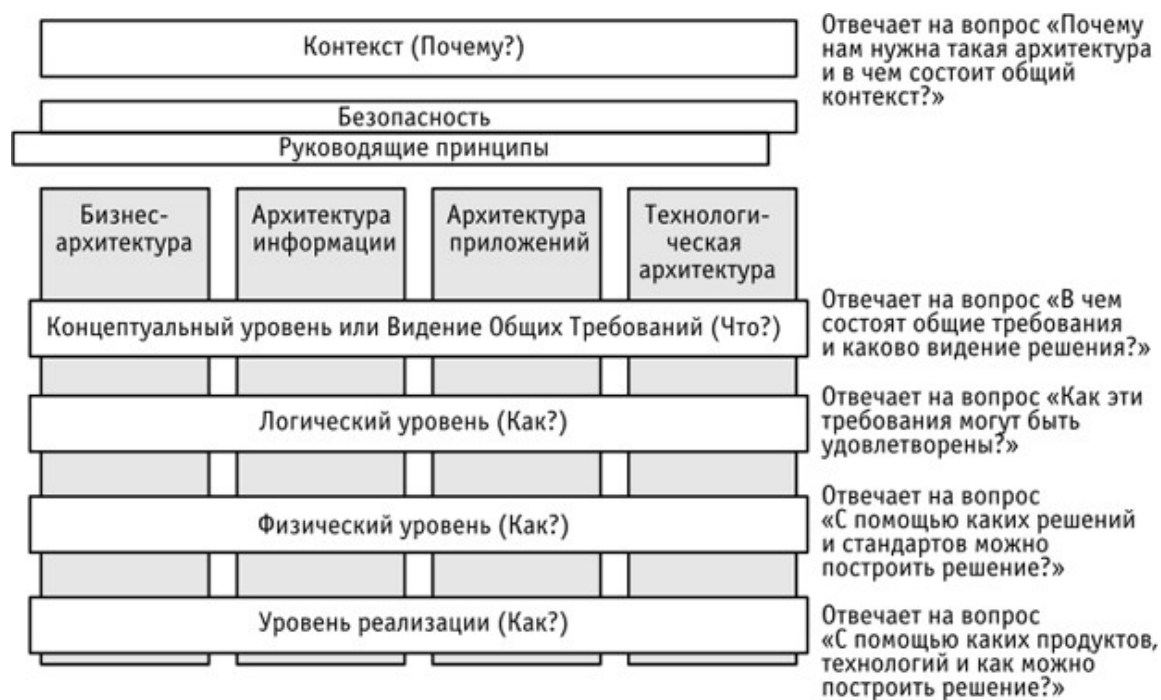 Контекст (Почему?)
Отвечает на вопрос «Почему
нам нужна такая архитектура
и в чем состоит общий
контекст?»
Безопасность
Руководящие принципы
Бизнес-
архитектура
Архитектура
информации
Архитектура
приложений
Технологи-
ческая
архитектура
Концептуальный уровень или Видение Общих Требований (Что?)
Отвечает на вопрос «В чем
состоят общие требования
и каково видение решения?»
Логический уровень (Как?)
Отвечает на вопрос «Как эти
требования могут быть
удовлетворены?»
Физический уровень (Как?)
Отвечает на вопрос
«С помощью каких решений
и стандартов можно
построить решение?»
Уровень реализации (Как?)
Отвечает на вопрос
«С помощью каких продуктов,
технологий и как можно
построить решение?»